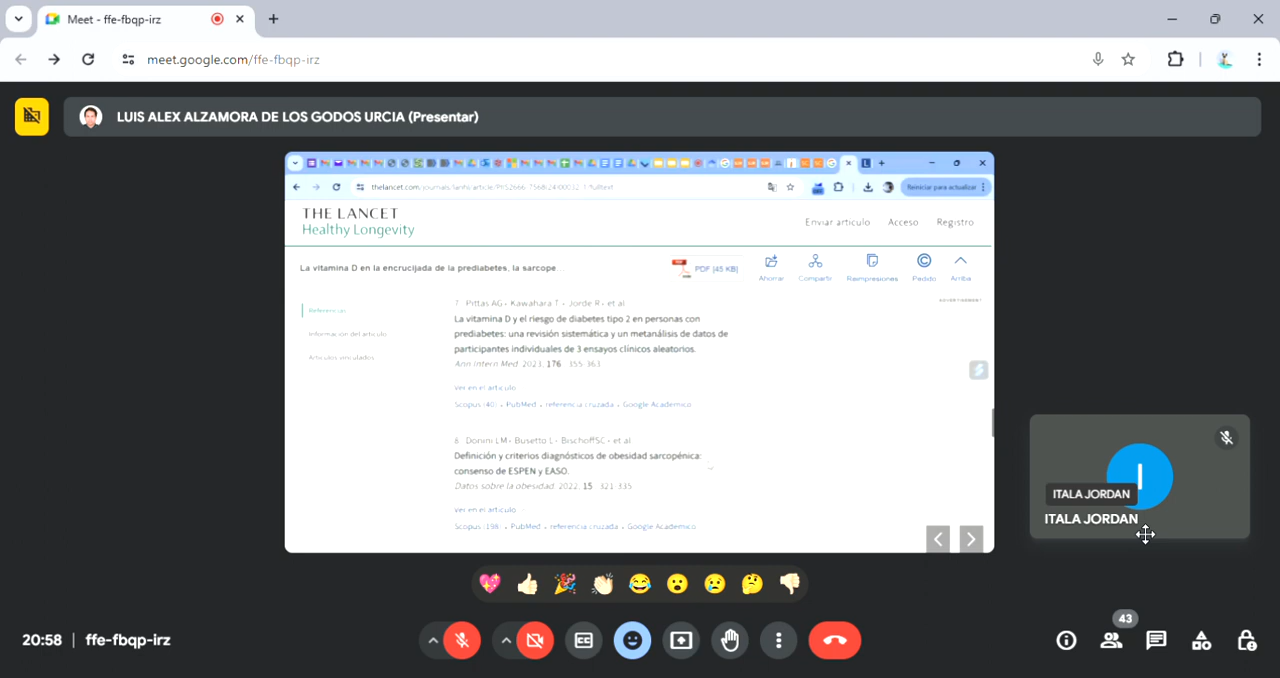 Meet - ffe-fbqp-irz
meet.google.com/ffe-fbqp-irz
LUIS ALEX ALZAMORA DE LOS GODOS URCIA (Presentar)
Reiniciar para actualizar
THE LANCET
Healthy Longevity
Enviar artículo Acceso Registro
La vitamina D en la encrucijada de la prediabetes, la sarcope...
PDF [45 KB]
Ahorrar Compartir Reimpresiones Pedido Arriba
ADVERTISEMENT
Referencias
Información del artículo
Artículos vinculados
7. Pittas AG • Kawahara T • Jorde R • et al.
La vitamina D y el riesgo de diabetes tipo 2 en personas con
prediabetes: una revisión sistemática y un metanálisis de datos de
participantes individuales de 3 ensayos clínicos aleatorios.
Ann Intern Med. 2023; 176 : 355-363
Ver en el artículo
Scopus (40) • PubMed • referencia cruzada • Google Académico
8. Donini LM • Busetto L • Bischoff SC • et al.
Definición y criterios diagnósticos de obesidad sarcopénica:
consenso de ESPEN y EASO.
Datos sobre la obesidad. 2022; 15 : 321-335
Ver en el artículo
Scopus (198) • PubMed • referencia cruzada • Google Académico
I
ITALA JORDAN
ITALA JORDAN
20:58 | ffe-fbqp-irz
43